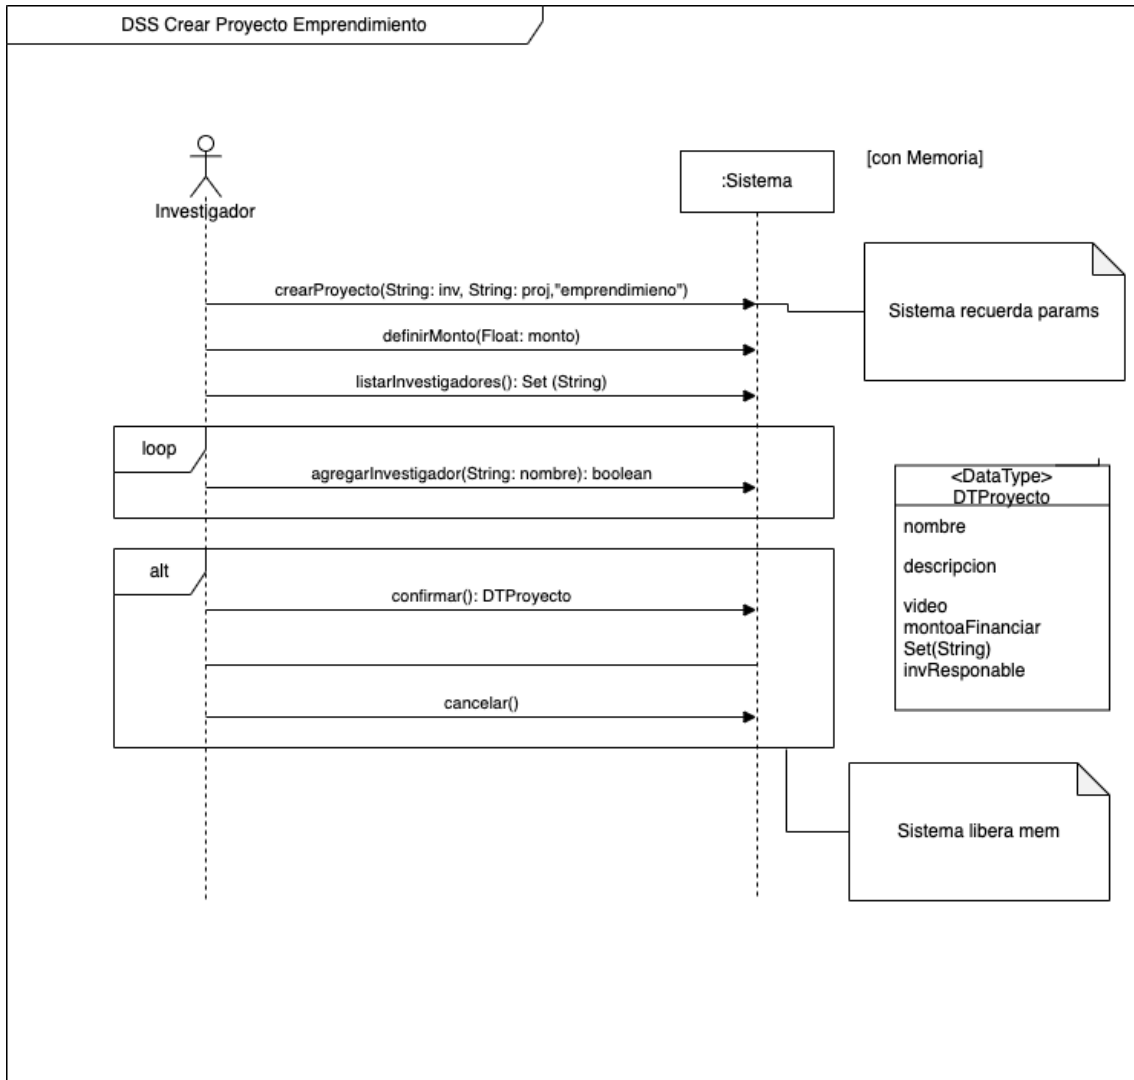 DSS Crear Proyecto Emprendimiento
Investigador
:Sistema
[con Memoria]
crearProyecto(String: inv, String: proj,"emprendimieno")
Sistema recuerda params
definirMonto(Float: monto)
listarInvestigadores(): Set (String)
loop
agregarInvestigador(String: nombre): boolean
<DataType>
DTProyecto
nombre
descripcion
video
montoaFinanciar
Set(String)
invResponable
alt
confirmar(): DTProyecto
cancelar()
Sistema libera mem